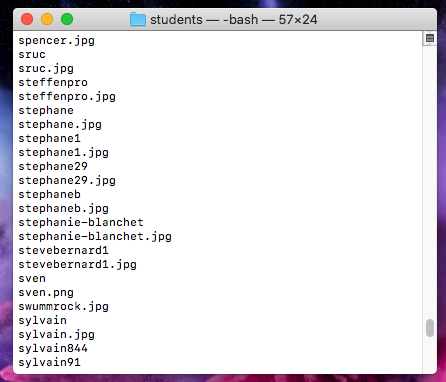 students — -bash — 57×24
spencer.jpg
sruc
sruc.jpg
steffenpro
steffenpro.jpg
stephane
stephane.jpg
stephane1
stephane1.jpg
stephane29
stephane29.jpg
stephaneb
stephaneb.jpg
stephanie-blanchet
stephanie-blanchet.jpg
stevebernard1
stevebernard1.jpg
sven
sven.png
swummrock.jpg
sylvain
sylvain.jpg
sylvain844
sylvain91